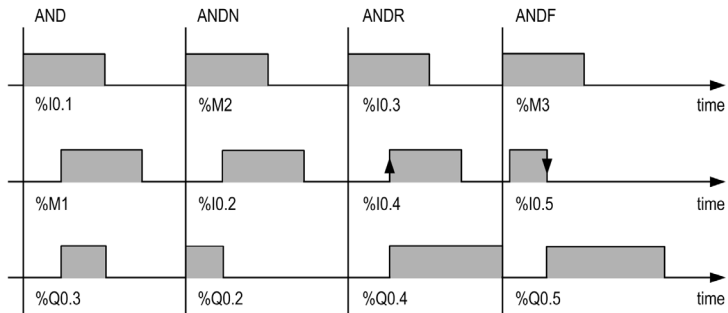 AND ANDN ANDR ANDF
%I0.1 %M2 %I0.3 %M3 time
%M1 %I0.2 %I0.4 %I0.5 time
%Q0.3 %Q0.2 %Q0.4 %Q0.5 time